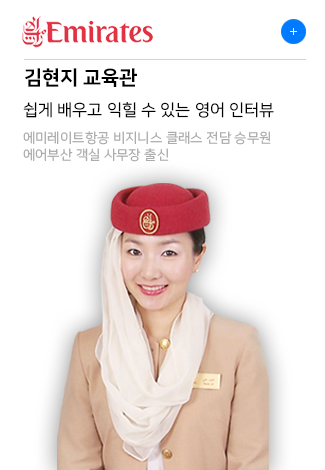 Emirates
+
김현지 교육관
쉽게 배우고 익힐 수 있는 영어 인터뷰
에미레이트항공 비지니스 클래스 전담 승무원
에어부산 객실 사무장 출신